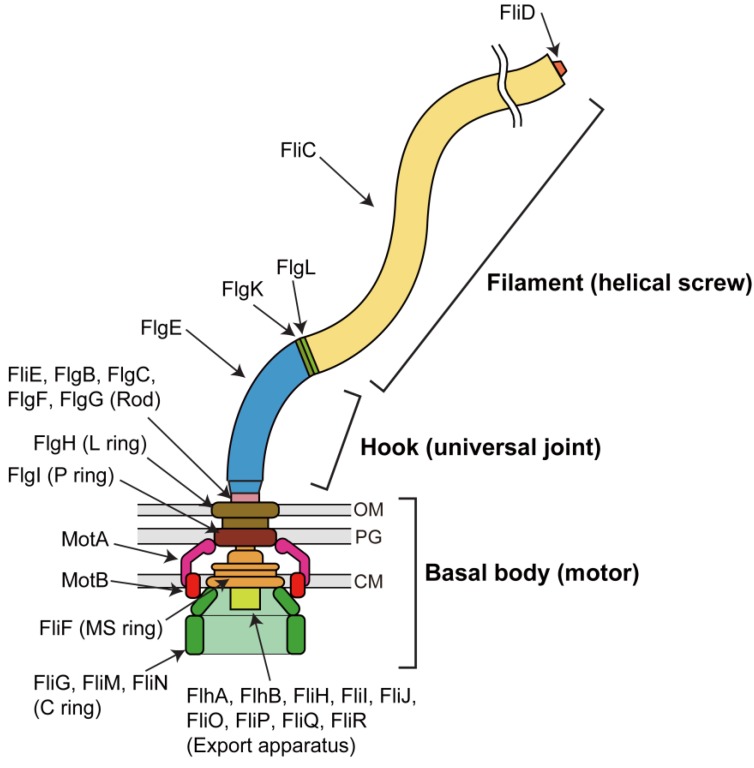 FliD
FliC
FlgL
FlgK
Filament (helical screw)
FlgE
FliE, FlgB, FlgC,
FlgF, FlgG (Rod)
Hook (universal joint)
FlgH (L ring)
FlgI (P ring)
OM
PG
MotA
CM
Basal body (motor)
MotB
FliF (MS ring)
FliG, FliM, FliN
(C ring)
FlhA, FlhB, FliH, FliI, FliJ,
FliO, FliP, FliQ, FliR
(Export apparatus)